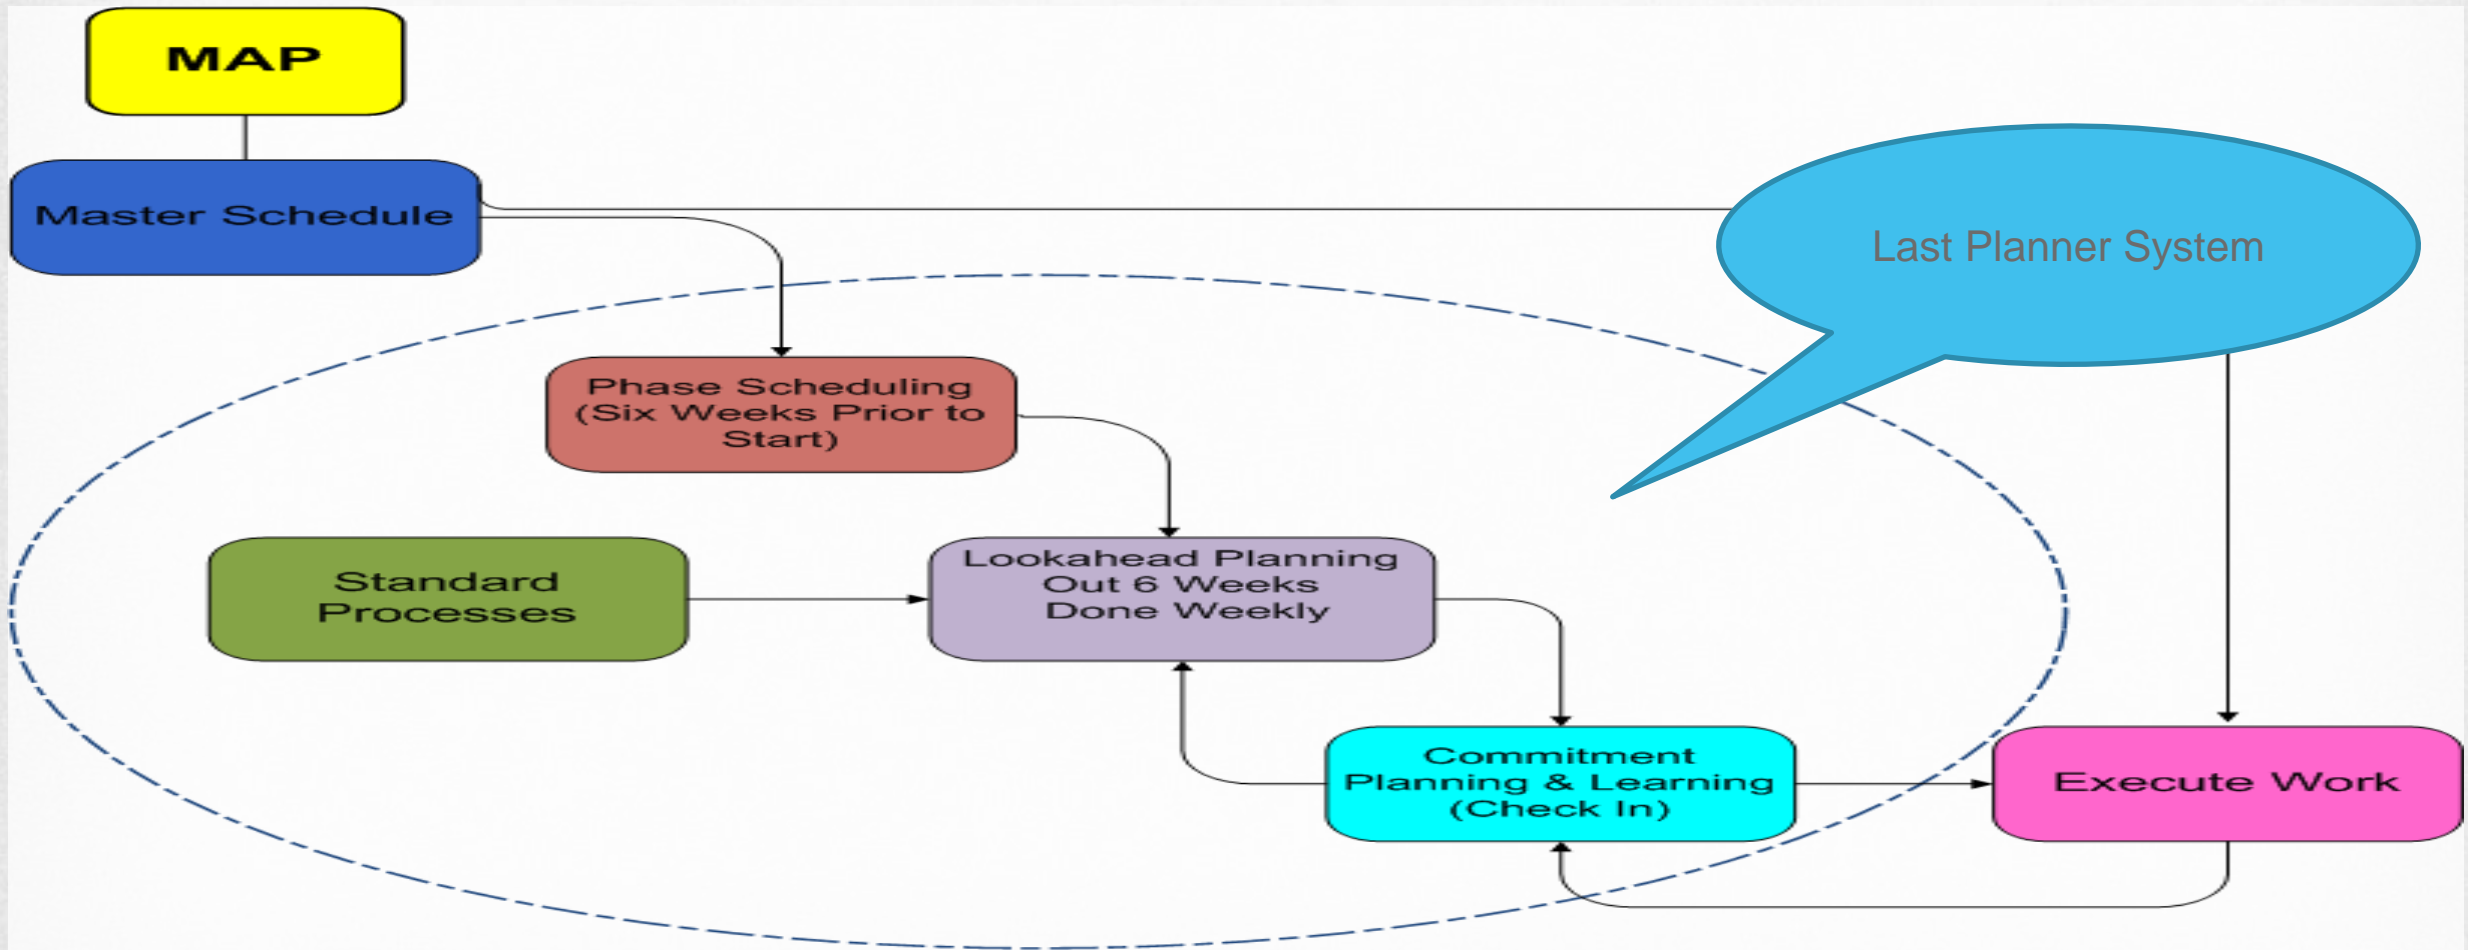 MAP
Master Schedule
Last Planner System
Phase Scheduling
(Six Weeks Prior to
Start)
Standard
Processes
Lookahead Planning
Out 6 Weeks
Done Weekly
Commitment
Planning & Learning
(Check In)
Execute Work